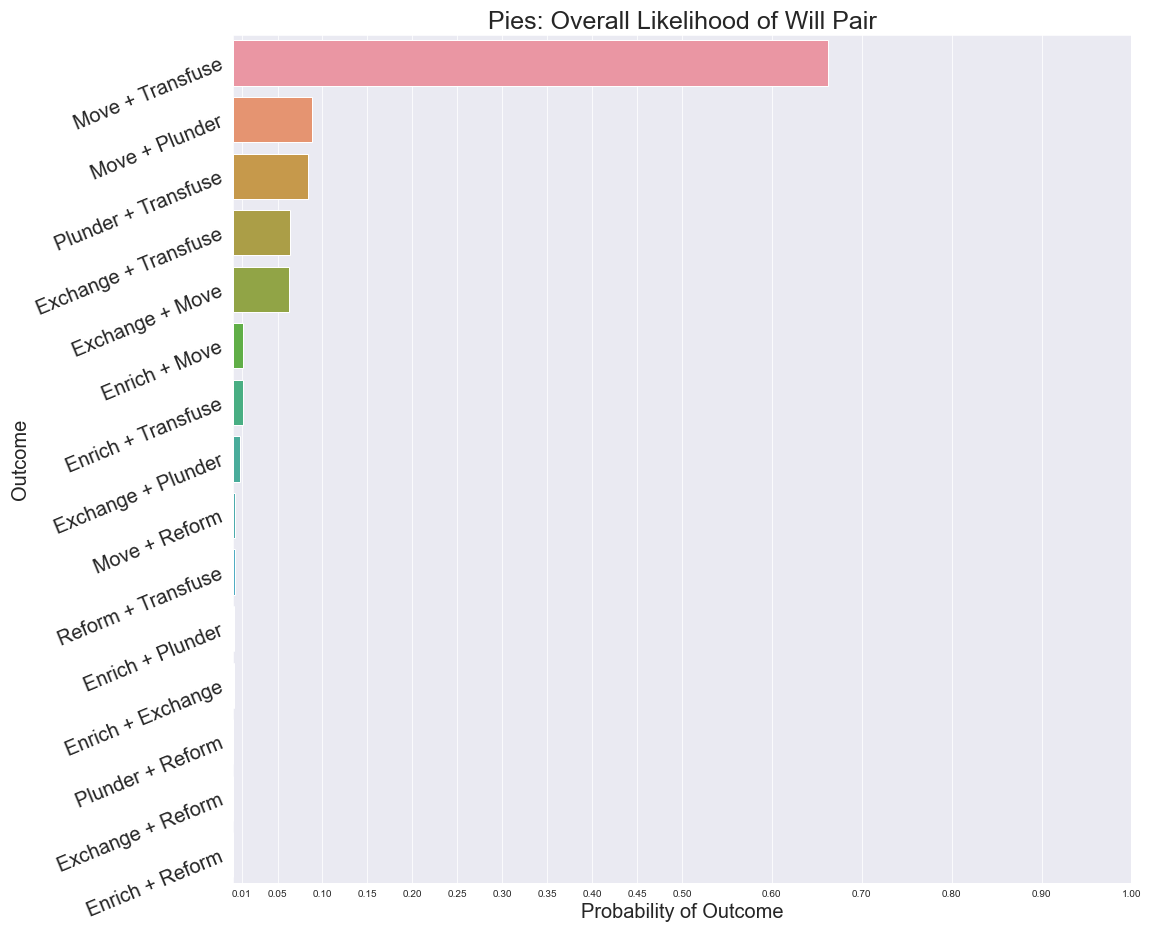 Pies: Overall Likelihood of Will Pair
Outcome
Move + Transfuse
Move + Plunder
Plunder + Transfuse
Exchange + Transfuse
Exchange + Move
Enrich + Move
Enrich + Transfuse
Exchange + Plunder
Move + Reform
Reform + Transfuse
Enrich + Plunder
Enrich + Exchange
Plunder + Reform
Exchange + Reform
Enrich + Reform
0.01 0.05 0.10 0.15 0.20 0.25 0.30 0.35 0.40 0.45 0.50 0.60 0.70 0.80 0.90 1.00
Probability of Outcome